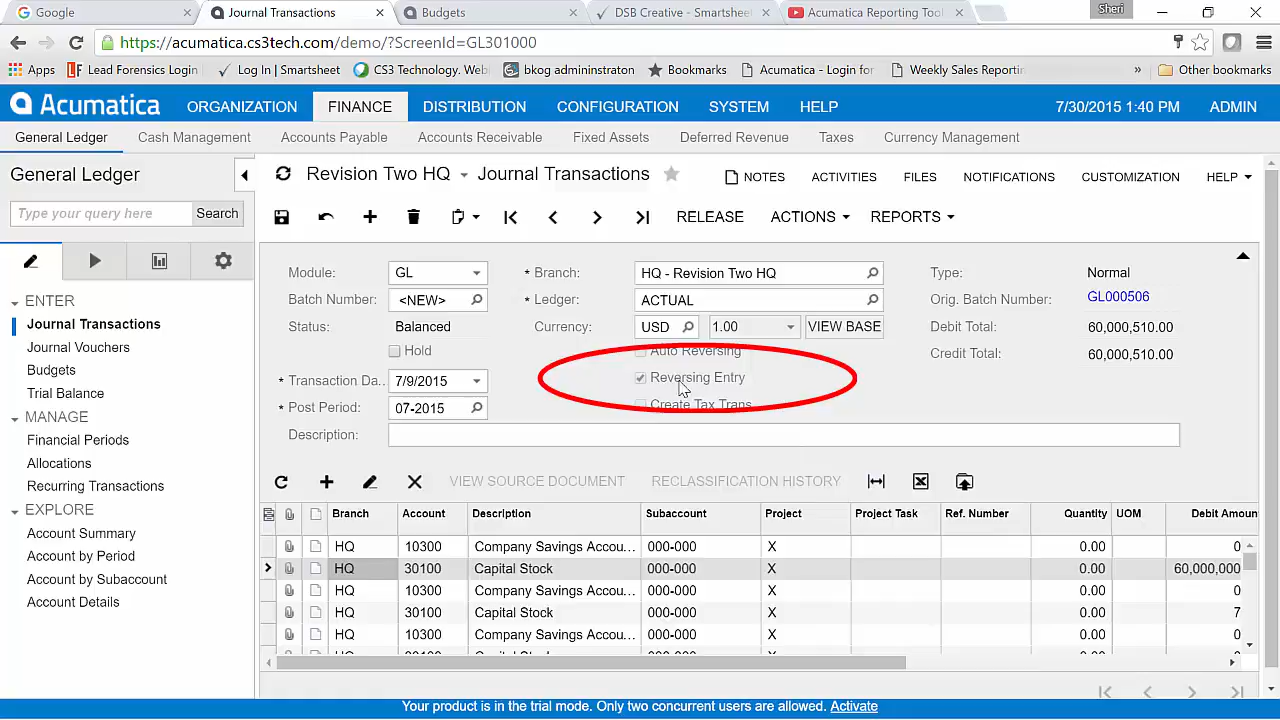 Google
Journal Transactions
Budgets
DSB Creative - Smartshee
Acumatica Reporting Tool
Sheri
https://acumatica.cs3tech.com/demo/?ScreenId=GL301000
Apps
Lead Forensics Login
Log In | Smartsheet
CS3 Technology. Web
bkog admininstraton
Bookmarks
Acumatica - Login for
Weekly Sales Reportin
»
Other bookmarks
Acumatica
ORGANIZATION
FINANCE
DISTRIBUTION
CONFIGURATION
SYSTEM
HELP
7/30/2015 1:40 PM
ADMIN
General Ledger
Cash Management
Accounts Payable
Accounts Receivable
Fixed Assets
Deferred Revenue
Taxes
Currency Management
General Ledger
Type your query here
Search
ENTER
Journal Transactions
Journal Vouchers
Budgets
Trial Balance
MANAGE
Financial Periods
Allocations
Recurring Transactions
EXPLORE
Account Summary
Account by Period
Account by Subaccount
Account Details
Revision Two HQ
Journal Transactions
NOTES
ACTIVITIES
FILES
NOTIFICATIONS
CUSTOMIZATION
HELP
RELEASE
ACTIONS
REPORTS
Module: GL
* Branch: HQ - Revision Two HQ
Type: Normal
Batch Number: <NEW>
* Ledger: ACTUAL
Orig. Batch Number: GL000506
Status: Balanced
Currency: USD 1.00 VIEW BASE
Debit Total: 60,000,510.00
Hold
Auto Reversing
Credit Total: 60,000,510.00
* Transaction Da... 7/9/2015
Reversing Entry
* Post Period: 07-2015
Create Tax Trans
Description:
VIEW SOURCE DOCUMENT
RECLASSIFICATION HISTORY
Branch Account Description Subaccount Project Project Task Ref. Number Quantity UOM Debit Amoun
HQ 10300 Company Savings Accou... 000-000 X 0.00 0
HQ 30100 Capital Stock 000-000 X 0.00 60,000,000
HQ 10300 Company Savings Accou... 000-000 X 0.00 0
HQ 30100 Capital Stock 000-000 X 0.00 7
HQ 10300 Company Savings Accou... 000-000 X 0.00 0
Your product is in the trial mode. Only two concurrent users are allowed. Activate